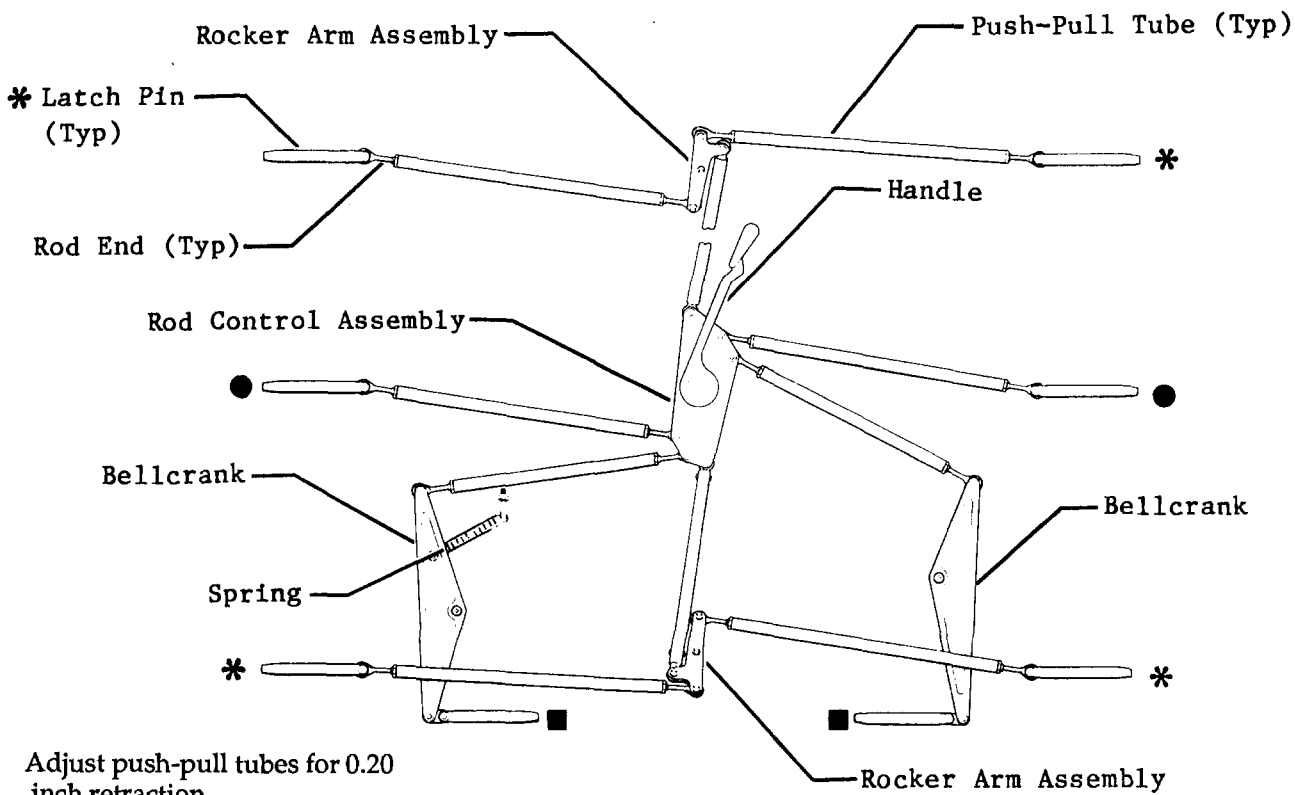 Rocker Arm Assembly
Push-Pull Tube (Typ)
* Latch Pin
(Typ)
*
Handle
Rod End (Typ)
Rod Control Assembly
Bellcrank
Bellcrank
Spring
*
*
Adjust push-pull tubes for 0.20
inch retraction
Rocker Arm Assembly